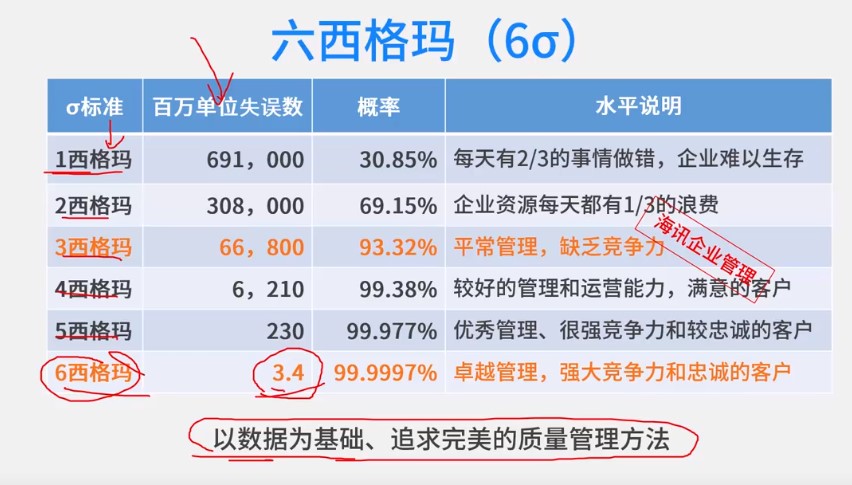 六西格玛（6σ）
σ标准 百万单位失误数 概率 水平说明
1西格玛 691，000 30.85% 每天有2/3的事情做错，企业难以生存
2西格玛 308，000 69.15% 企业资源每天都有1/3的浪费
3西格玛 66，800 93.32% 平常管理，缺乏竞争力
4西格玛 6，210 99.38% 较好的管理和运营能力，满意的客户
5西格玛 230 99.977% 优秀管理、很强竞争力和较忠诚的客户
6西格玛 3.4 99.9997% 卓越管理，强大竞争力和忠诚的客户
以数据为基础、追求完美的质量管理方法
海讯企业管理